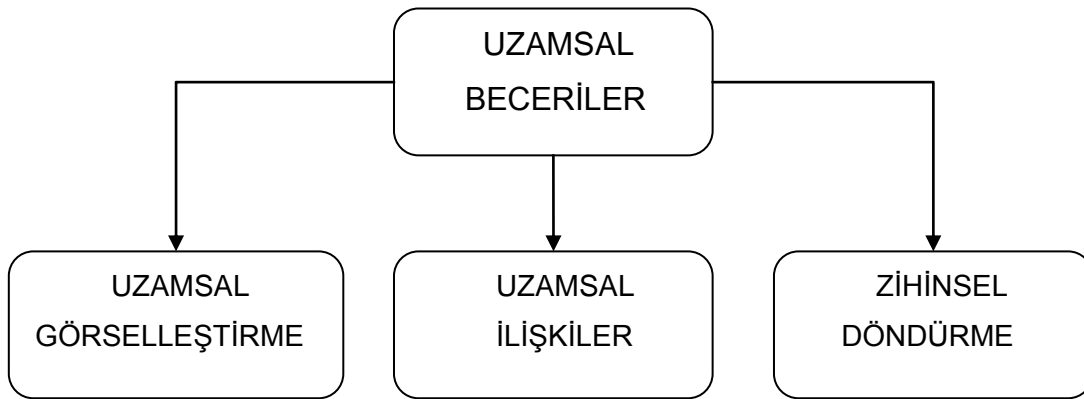 UZAMSAL
BECERİLER
UZAMSAL
GÖRSELLEŞTİRME
UZAMSAL
İLİŞKİLER
ZİHİNSEL
DÖNDÜRME